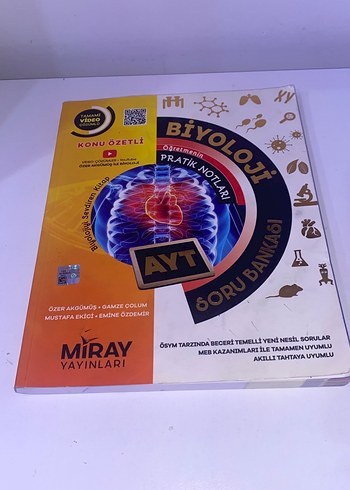 TAMAMI
VİDEO
ÇÖZÜMLÜ
KONU ÖZETLİ
YouTube
BİYOLOJİ
Öğretmenin
PRATİK NOTLARI
Biyolojiyi Sevdiren Kitap
AYT
SORU BANKASI
ÖZER AKGÜMÜŞ • GAMZE ÇOLUM
MUSTAFA EKİCİ • EMİNE ÖZDEMİR
MİRAY
YAYINLARI
ÖSYM TARZINDA BECERİ TEMELLİ YENİ NESİL SORULAR
MEB KAZANIMLARI İLE TAMAMEN UYUMLU
AKILLI TAHTAYA UYUMLU